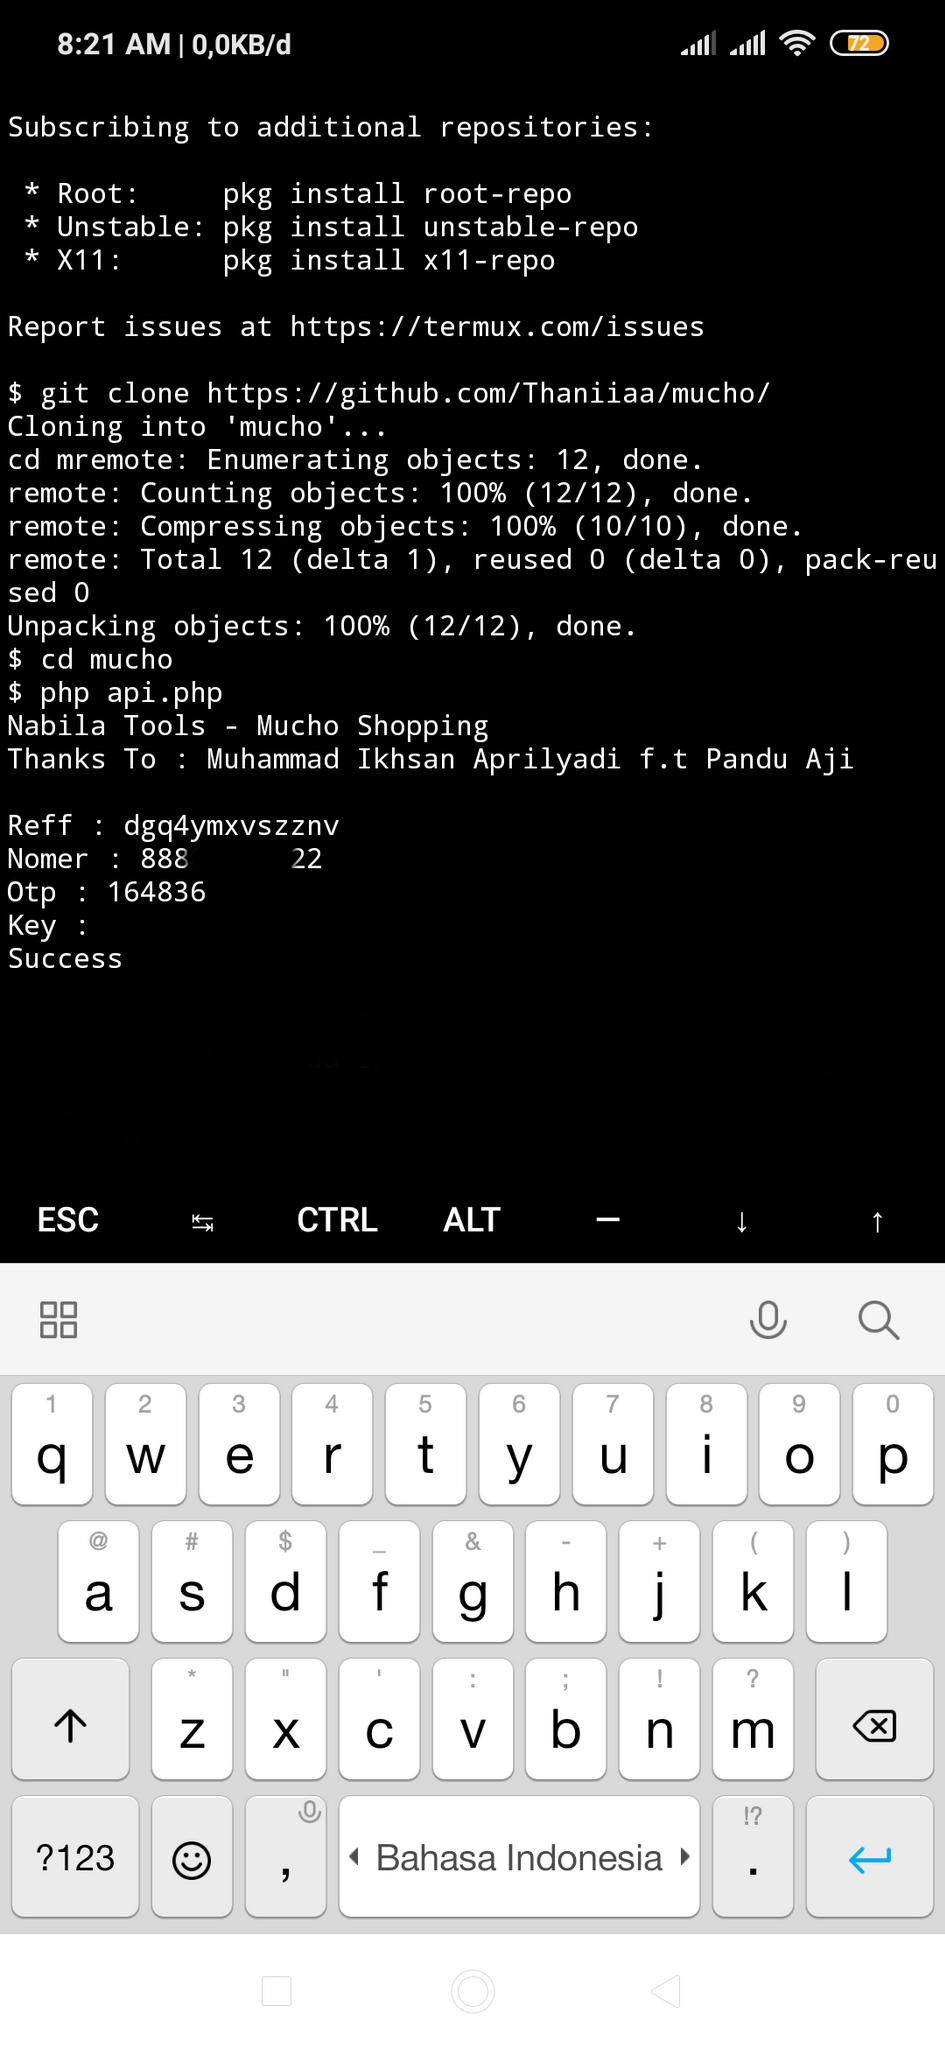 8:21 AM | 0,0KB/d
72
Subscribing to additional repositories:
* Root: pkg install root-repo
* Unstable: pkg install unstable-repo
* X11: pkg install x11-repo
Report issues at https://termux.com/issues
$ git clone https://github.com/Thaniiaa/mucho/
Cloning into 'mucho'...
cd mremote: Enumerating objects: 12, done.
remote: Counting objects: 100% (12/12), done.
remote: Compressing objects: 100% (10/10), done.
remote: Total 12 (delta 1), reused 0 (delta 0), pack-reu
sed 0
Unpacking objects: 100% (12/12), done.
$ cd mucho
$ php api.php
Nabila Tools - Mucho Shopping
Thanks To : Muhammad Ikhsan Aprilyadi f.t Pandu Aji
Reff : dgq4ymxvszznv
Nomer : 888 22
Otp : 164836
Key :
Success
ESC ↹ CTRL ALT — ↓ ↑
1 2 3 4 5 6 7 8 9 0
q w e r t y u i o p
@ # $ _ & - + ( )
a s d f g h j k l
* " ' : ; ! ?
z x c v b n m
!?
?123 , Bahasa Indonesia .